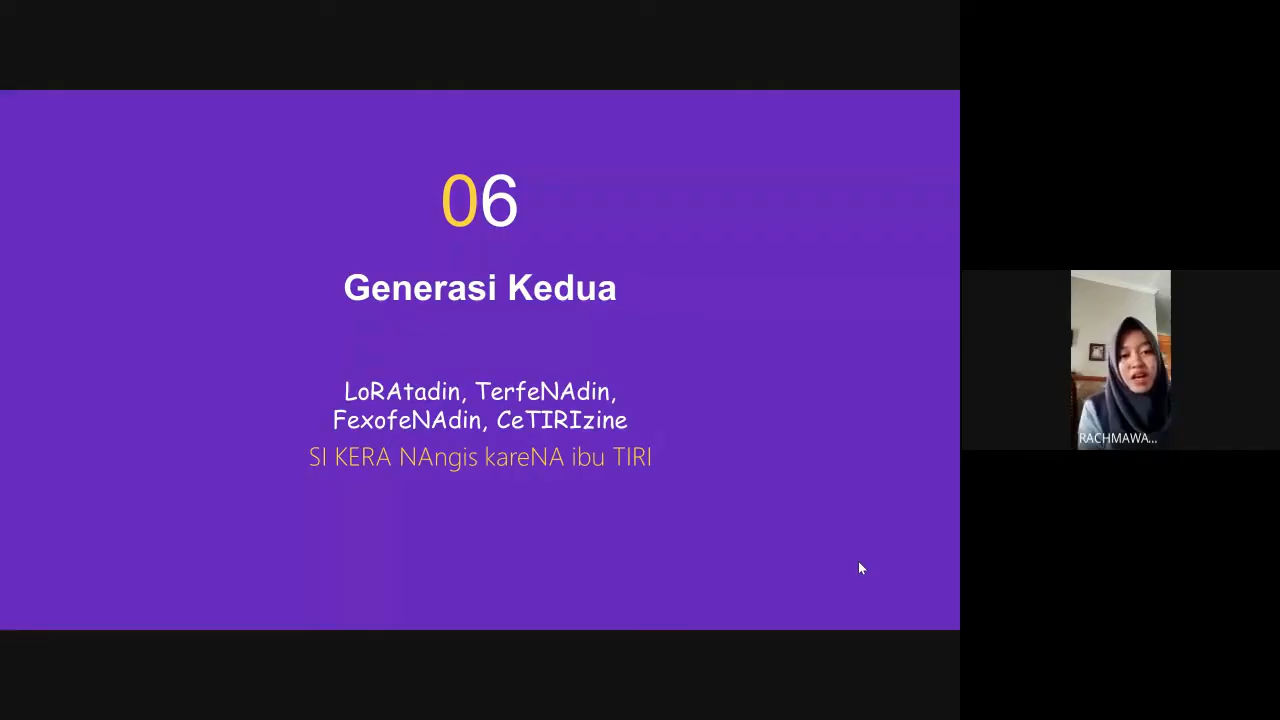 06
Generasi Kedua
LoRAtadin, TerfeNAdin,
FexofeNAdin, CeTIRIzine
SI KERA NAngis kareNA ibu TIRI
RACHMAWA...